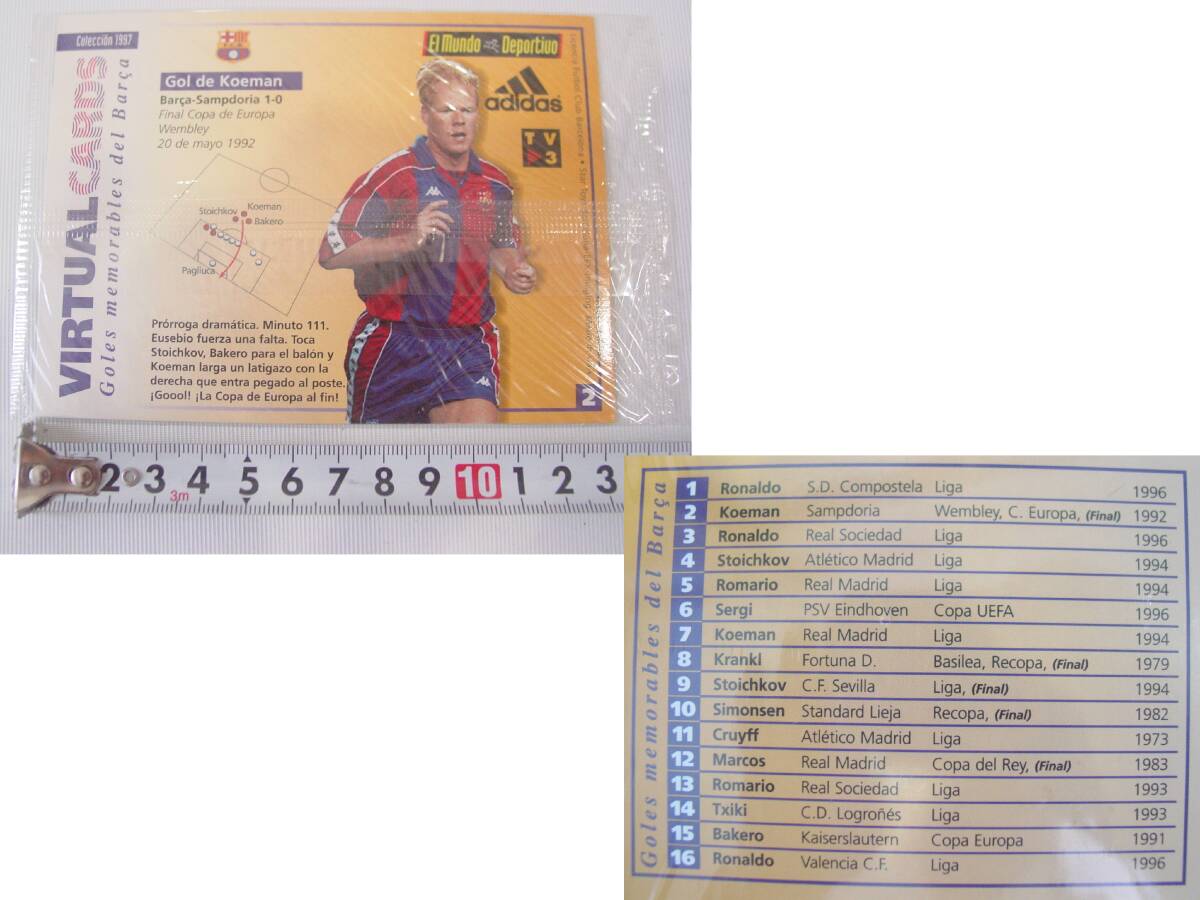 Colección 1997
VIRTUALCARDS
Goles memorables del Barça
Gol de Koeman
Barça-Sampdoria 1-0
Final Copa de Europa
Wembley
20 de mayo 1992
El Mundo Deportivo
adidas
TV
3
Koeman
Stoichkov
Bakero
Pagliuca
Prórroga dramática. Minuto 111.
Eusebio fuerza una falta. Toca
Stoichkov, Bakero para el balón y
Koeman larga un latigazo con la
derecha que entra pegado al poste.
¡Goool! ¡La Copa de Europa al fin!
2
2 3 4 5 6 7 8 9 10 1 2 3
3m
Goles memorables del Barça
1 Ronaldo S.D. Compostela Liga 1996
2 Koeman Sampdoria Wembley, C. Europa, (Final) 1992
3 Ronaldo Real Sociedad Liga 1996
4 Stoichkov Atlético Madrid Liga 1994
5 Romario Real Madrid Liga 1994
6 Sergi PSV Eindhoven Copa UEFA 1996
7 Koeman Real Madrid Liga 1994
8 Krankl Fortuna D. Basilea, Recopa, (Final) 1979
9 Stoichkov C.F. Sevilla Liga, (Final) 1994
10 Simonsen Standard Lieja Recopa, (Final) 1982
11 Cruyff Atlético Madrid Liga 1973
12 Marcos Real Madrid Copa del Rey, (Final) 1983
13 Romario Real Sociedad Liga 1993
14 Txiki C.D. Logroñés Liga 1993
15 Bakero Kaiserslautern Copa Europa 1991
16 Ronaldo Valencia C.F. Liga 1996